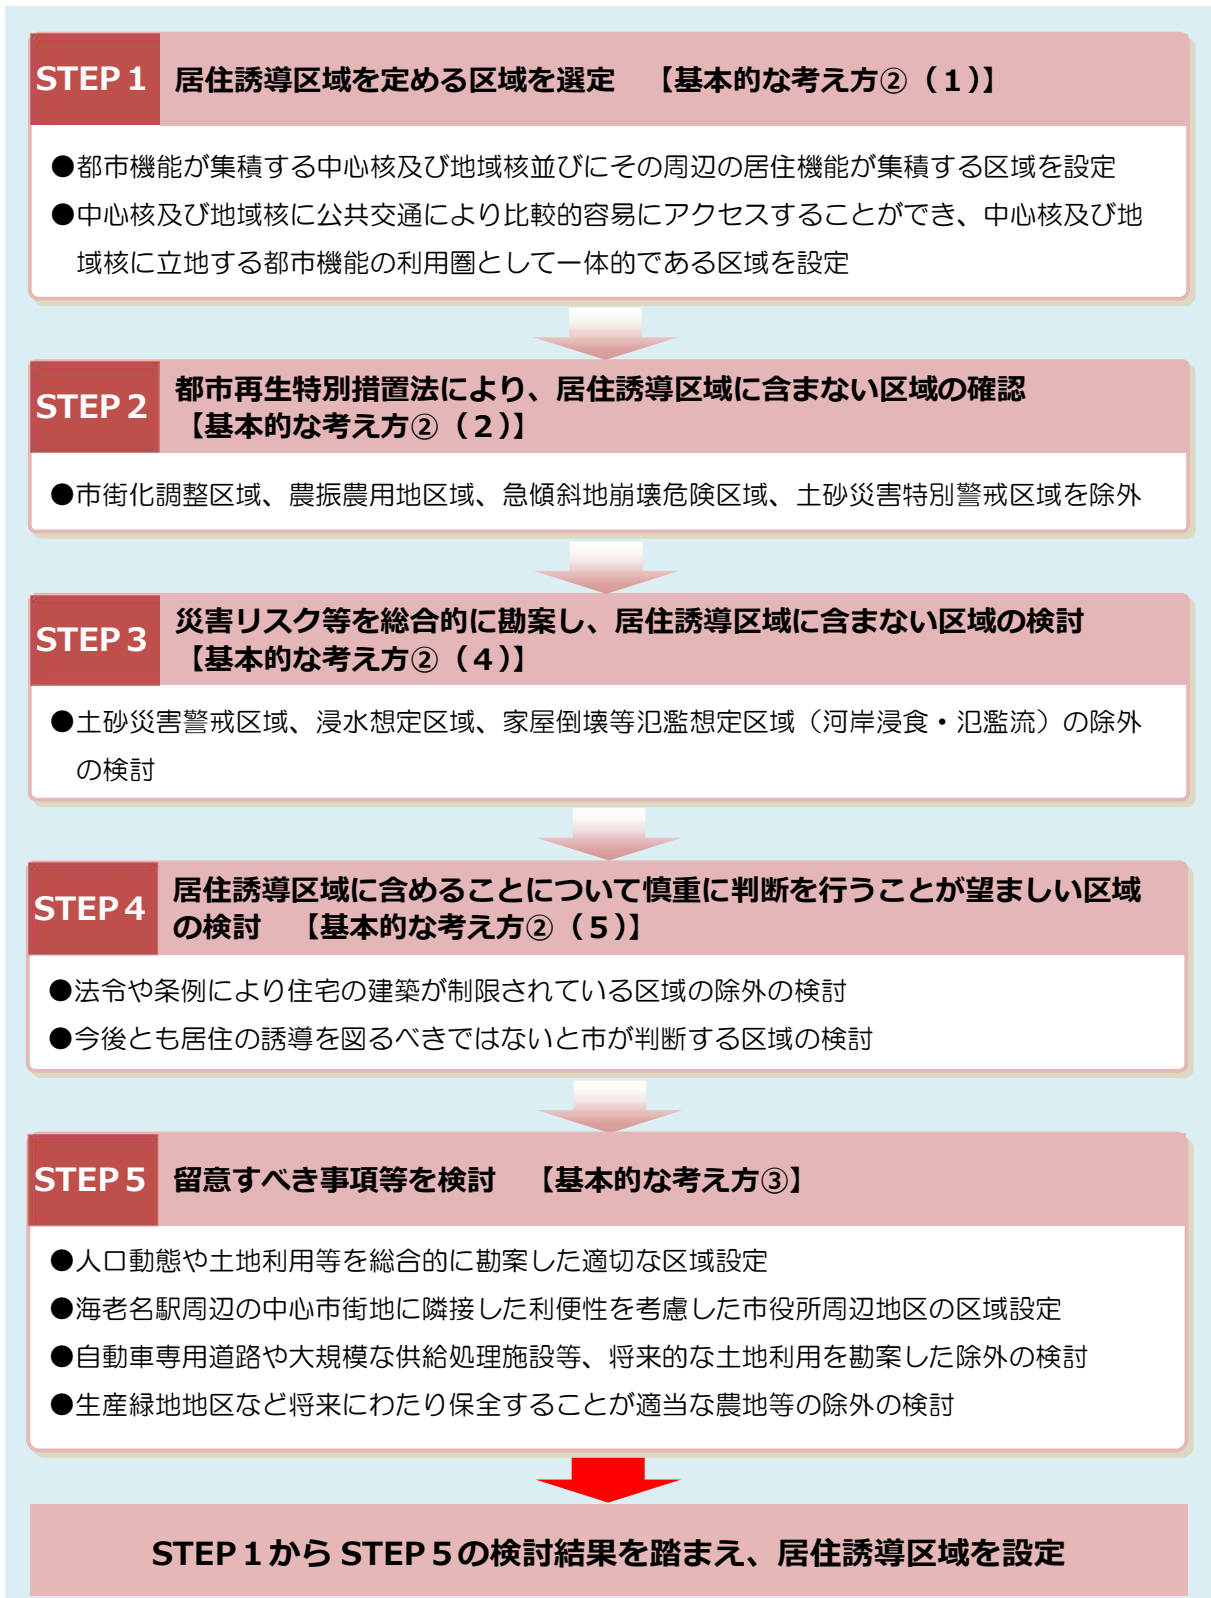 STEP１ 居住誘導区域を定める区域を選定　【基本的な考え方②（１）】
●都市機能が集積する中心核及び地域核並びにその周辺の居住機能が集積する区域を設定
●中心核及び地域核に公共交通により比較的容易にアクセスすることができ、中心核及び地
域核に立地する都市機能の利用圏として一体的である区域を設定
STEP２ 都市再生特別措置法により、居住誘導区域に含まない区域の確認
【基本的な考え方②（２）】
●市街化調整区域、農振農用地区域、急傾斜地崩壊危険区域、土砂災害特別警戒区域を除外
STEP３ 災害リスク等を総合的に勘案し、居住誘導区域に含まない区域の検討
【基本的な考え方②（４）】
●土砂災害警戒区域、浸水想定区域、家屋倒壊等氾濫想定区域（河岸浸食・氾濫流）の除外
の検討
STEP４ 居住誘導区域に含めることについて慎重に判断を行うことが望ましい区域
の検討　【基本的な考え方②（５）】
●法令や条例により住宅の建築が制限されている区域の除外の検討
●今後とも居住の誘導を図るべきではないと市が判断する区域の検討
STEP５ 留意すべき事項等を検討　【基本的な考え方③】
●人口動態や土地利用等を総合的に勘案した適切な区域設定
●海老名駅周辺の中心市街地に隣接した利便性を考慮した市役所周辺地区の区域設定
●自動車専用道路や大規模な供給処理施設等、将来的な土地利用を勘案した除外の検討
●生産緑地地区など将来にわたり保全することが適当な農地等の除外の検討
STEP１から STEP５の検討結果を踏まえ、居住誘導区域を設定